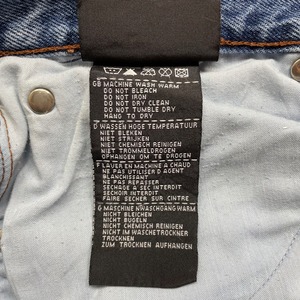 GB MACHINE WASH WARM
DO NOT BLEACH
DO NOT IRON
DO NOT DRY CLEAN
DO NOT TUMBLE DRY
HANG TO DRY
D WASSEN HOGE TEMPERATUUR
NIET BLEKEN
NIET STRIJKEN
NIET CHEMISCH REINIGEN
NIET TROMMELDROGEN
OPHANGEN OM TE DROGEN
F LAVER EN MACHINE A CHAUD
NE PAS UTILISER D AGENT
BLANCHISSANT
NE PAS REPASSER
SECHAGE A SEC INTERDIT
SECHOIR INTERDIT
FAIRE SECHER SUR CINTRE
G MASCHINENWASCHGANG WARM
NICHT BLEICHEN
NICHT BUGELN
NICHT CHEMISCH REINIGEN
NICHT IM WASCHETROCKNER
TROCKNEN
ZUM TROCKNEN AUFHANGEN